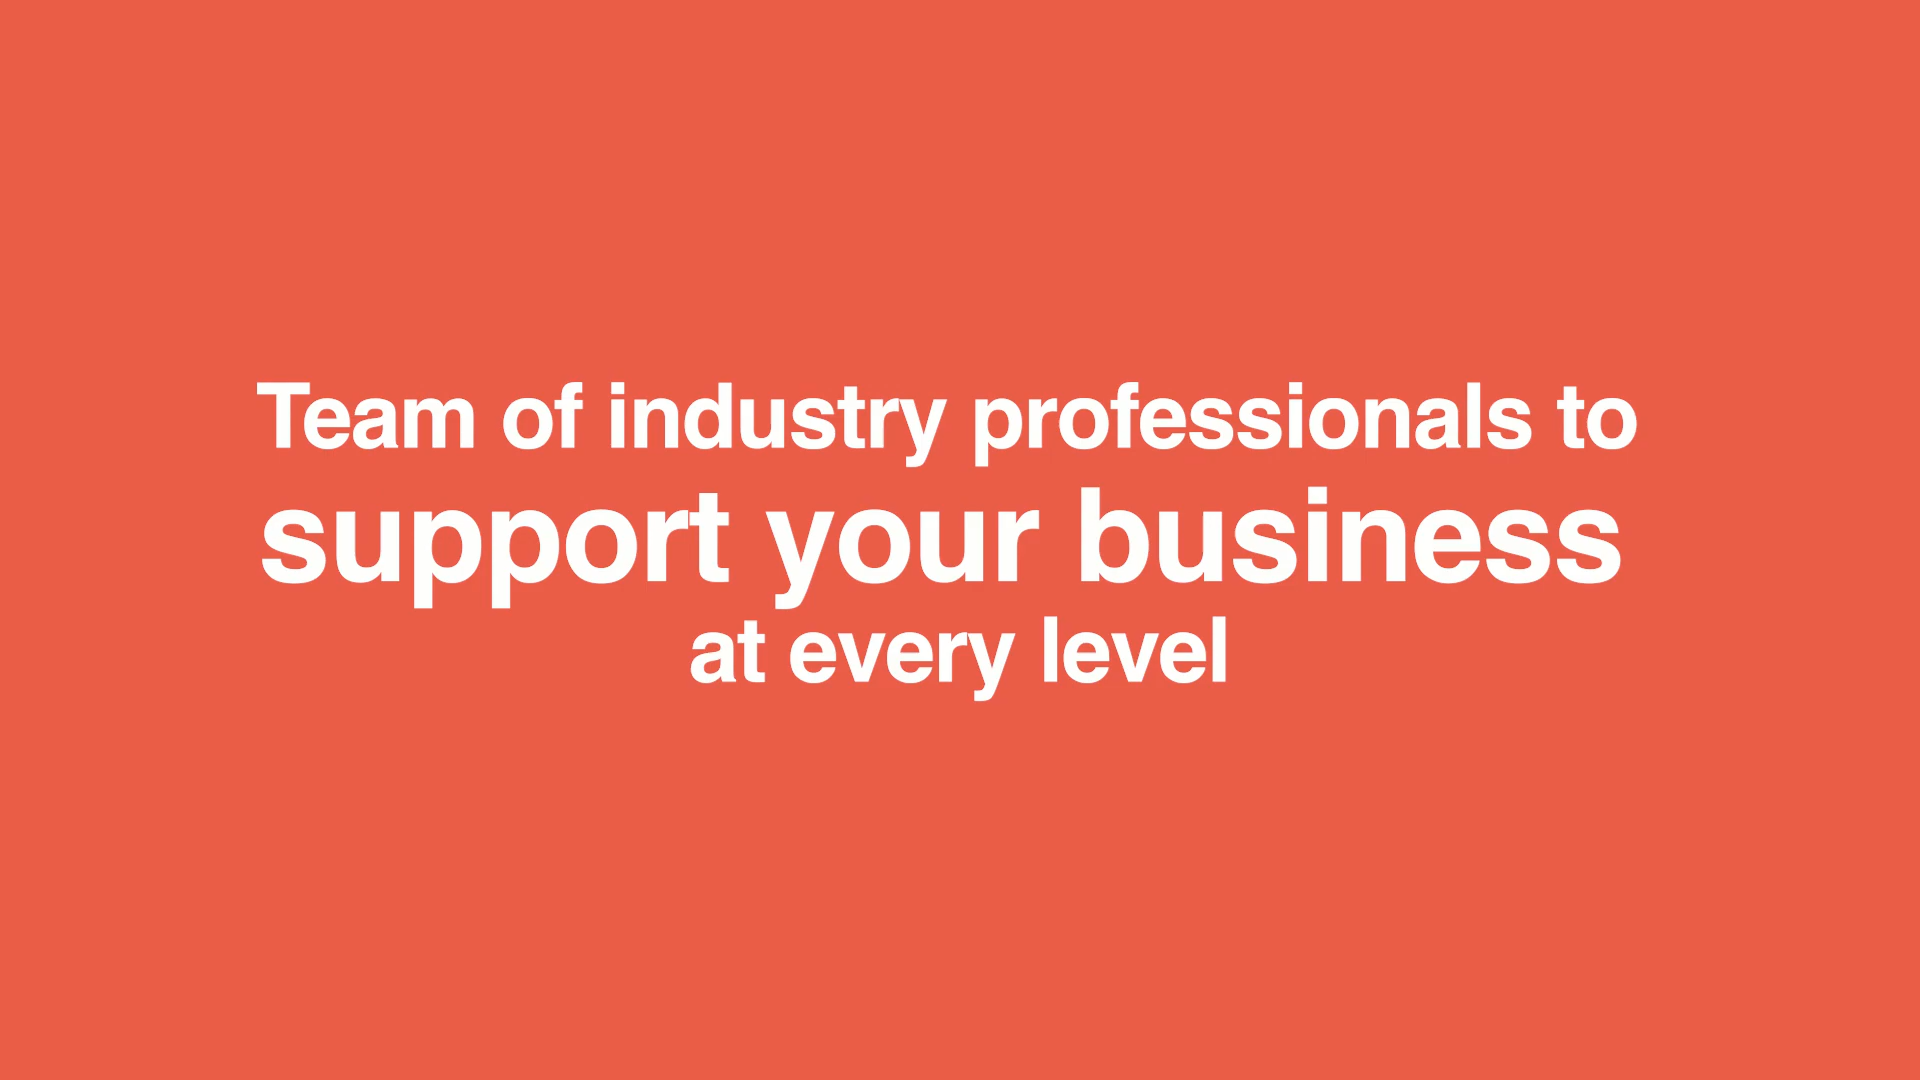 Team of industry professionals to
support your business
at every level